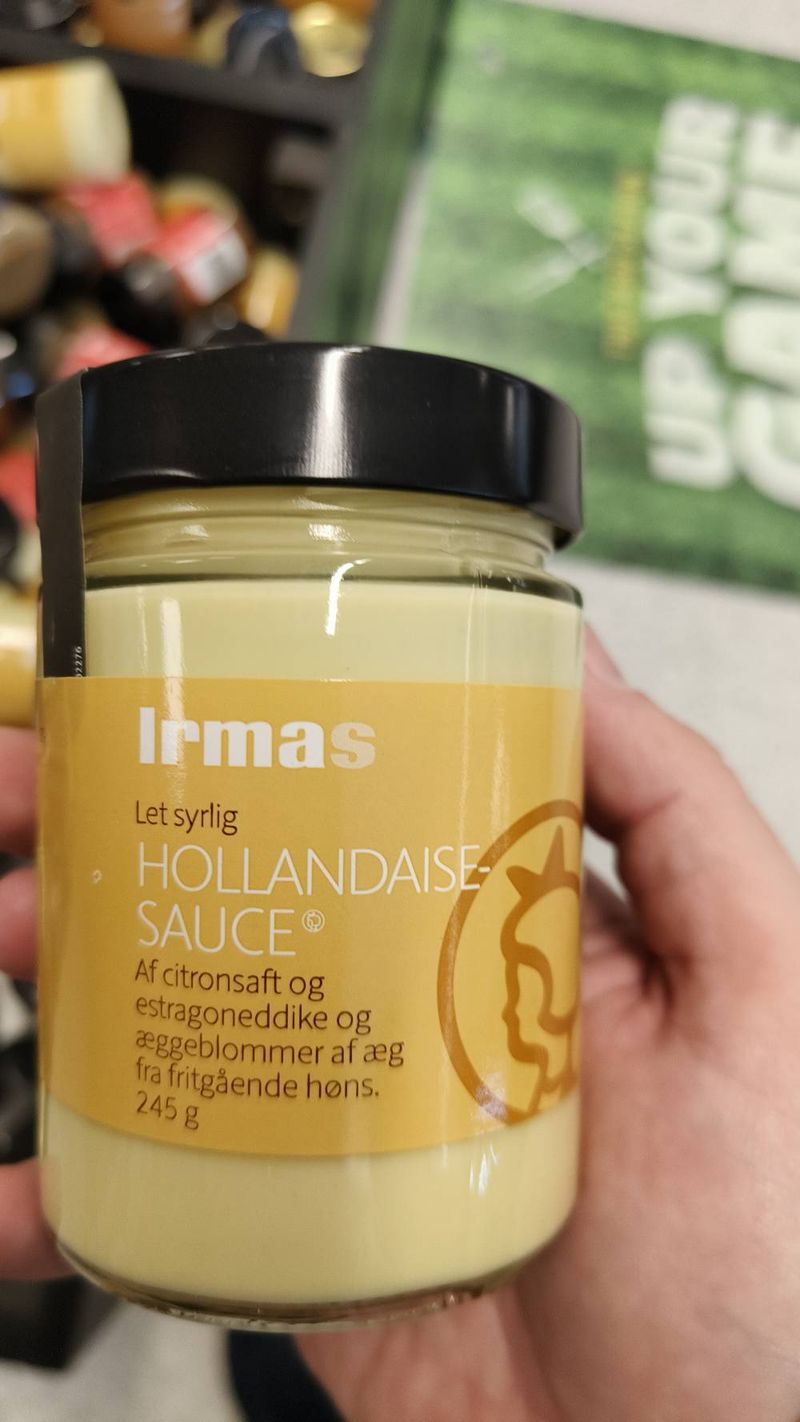 Irmas
Let syrlig
HOLLANDAISE-
SAUCE
Af citronsaft og
estragoneddike og
æggeblommer af æg
fra fritgående høns.
245 g
UP YOUR
GAME